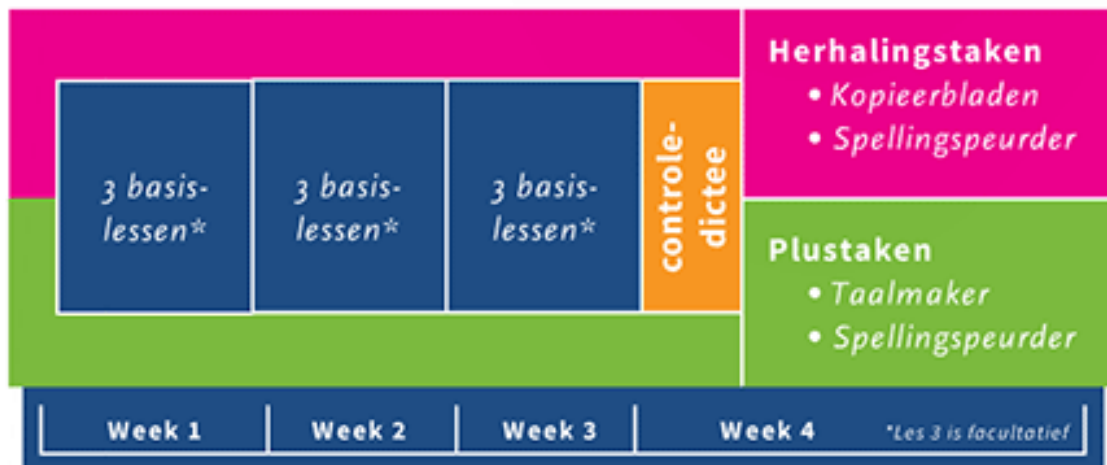 3 basis-
lessen*
3 basis-
lessen*
3 basis-
lessen*
controle-
dictee
Herhalingstaken
• Kopieerbladen
• Spellingspeurder
Plustaken
• Taalmaker
• Spellingspeurder
Week 1
Week 2
Week 3
Week 4
*Les 3 is facultatief